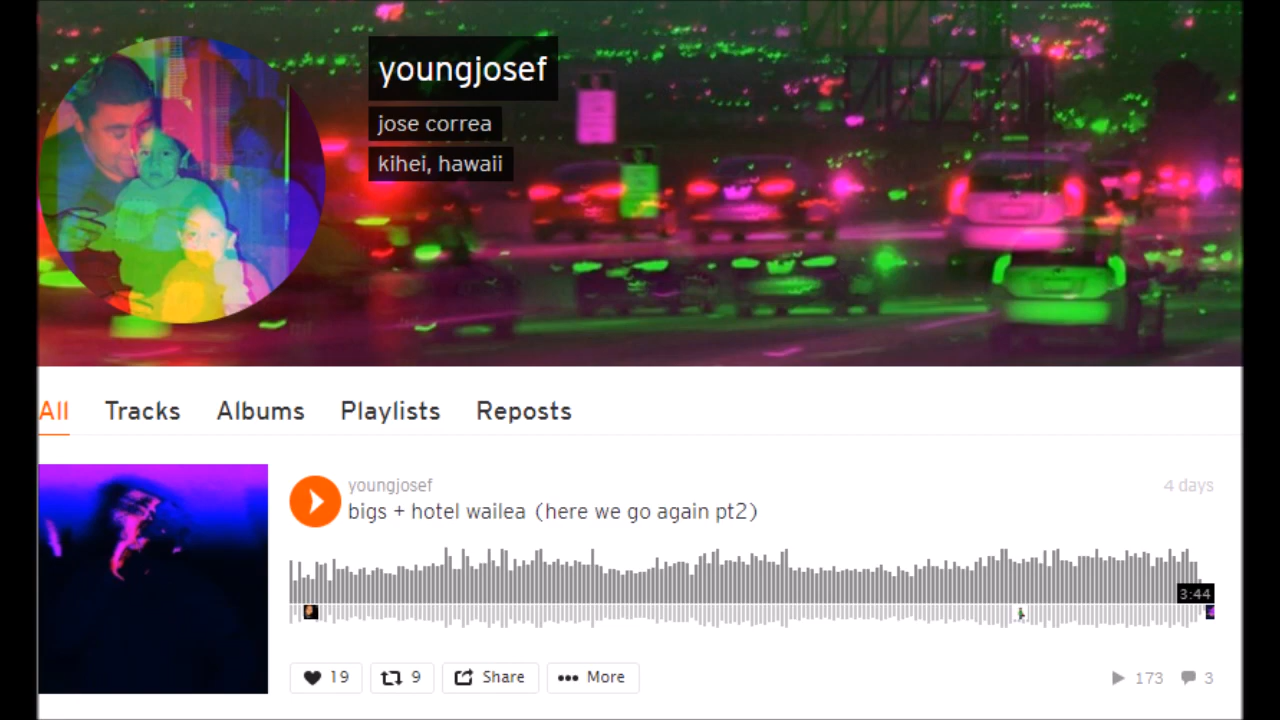 youngjosef
jose correa
kihei, hawaii
All Tracks Albums Playlists Reposts
youngjosef 4 days
bigs + hotel wailea (here we go again pt2)
3:44
19 9 Share More 173 3